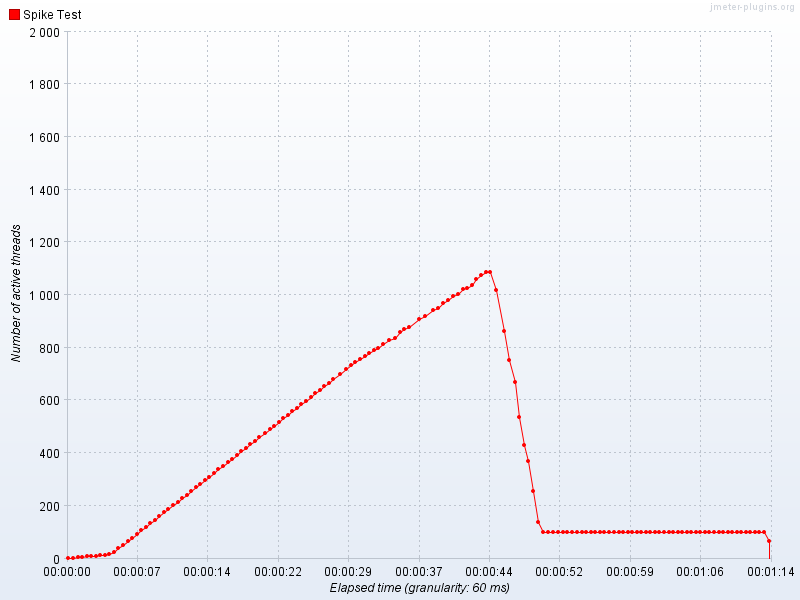 jmeter-plugins.org
Spike Test
2 000
1 800
1 600
1 400
1 200
1 000
800
600
400
200
0
Number of active threads
00:00:00 00:00:07 00:00:14 00:00:22 00:00:29 00:00:37 00:00:44 00:00:52 00:00:59 00:01:06 00:01:14
Elapsed time (granularity: 60 ms)